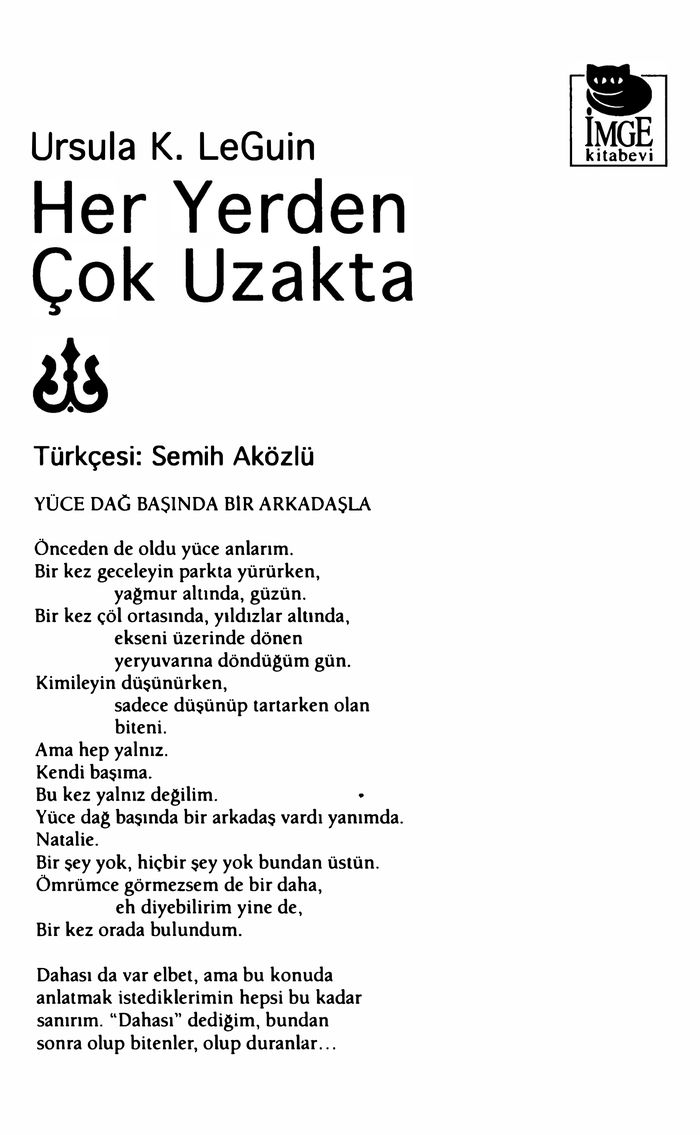 İMGE
kitabevi
Ursula K. LeGuin
Her Yerden
Çok Uzakta
Türkçesi: Semih Aközlü
YÜCE DAĞ BAŞINDA BİR ARKADAŞLA
Önceden de oldu yüce anlarım.
Bir kez geceleyin parkta yürürken,
yağmur altında, güzün.
Bir kez çöl ortasında, yıldızlar altında,
ekseni üzerinde dönen
yeryuvarına döndüğüm gün.
Kimileyin düşünürken,
sadece düşünüp tartarken olan
biteni.
Ama hep yalnız.
Kendi başıma.
Bu kez yalnız değilim.
Yüce dağ başında bir arkadaş vardı yanımda.
Natalie.
Bir şey yok, hiçbir şey yok bundan üstün.
Ömrümce görmezsem de bir daha,
eh diyebilirim yine de,
Bir kez orada bulundum.
Dahası da var elbet, ama bu konuda
anlatmak istediklerimin hepsi bu kadar
sanırım. “Dahası” dediğim, bundan
sonra olup bitenler, olup duranlar...